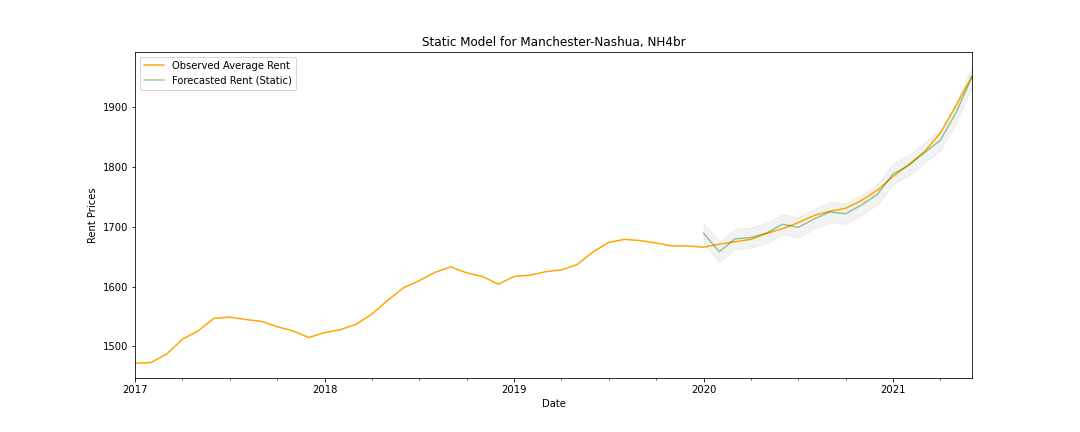 Static Model for Manchester-Nashua, NH4br
Observed Average Rent
Forecasted Rent (Static)
Rent Prices
1900
1800
1700
1600
1500
2017 2018 2019 2020 2021
Date